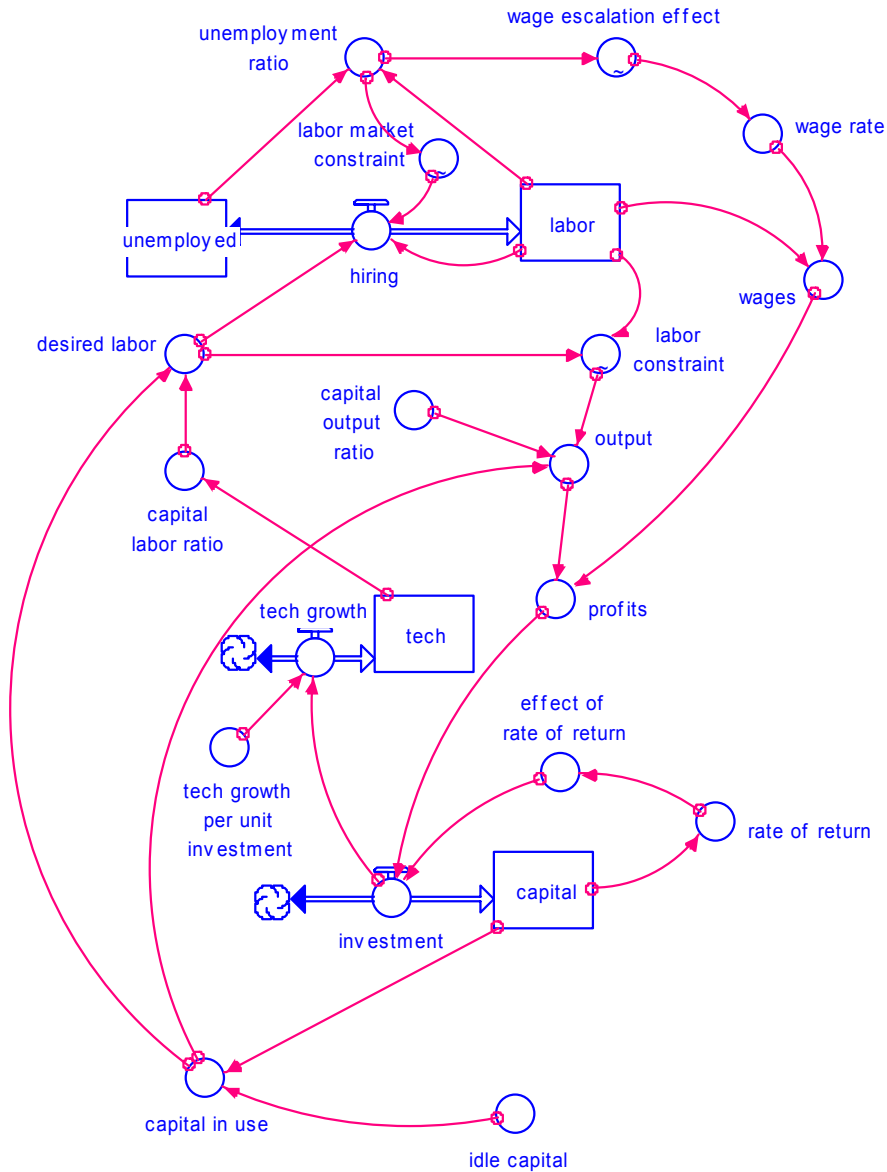 wage escalation effect
unemployment
ratio
wage rate
labor market
constraint
unemployed
labor
hiring
wages
desired labor
labor
constraint
capital
output
ratio
output
capital
labor ratio
tech growth
profits
tech
effect of
rate of return
tech growth
per unit
investment
rate of return
capital
investment
capital in use
idle capital